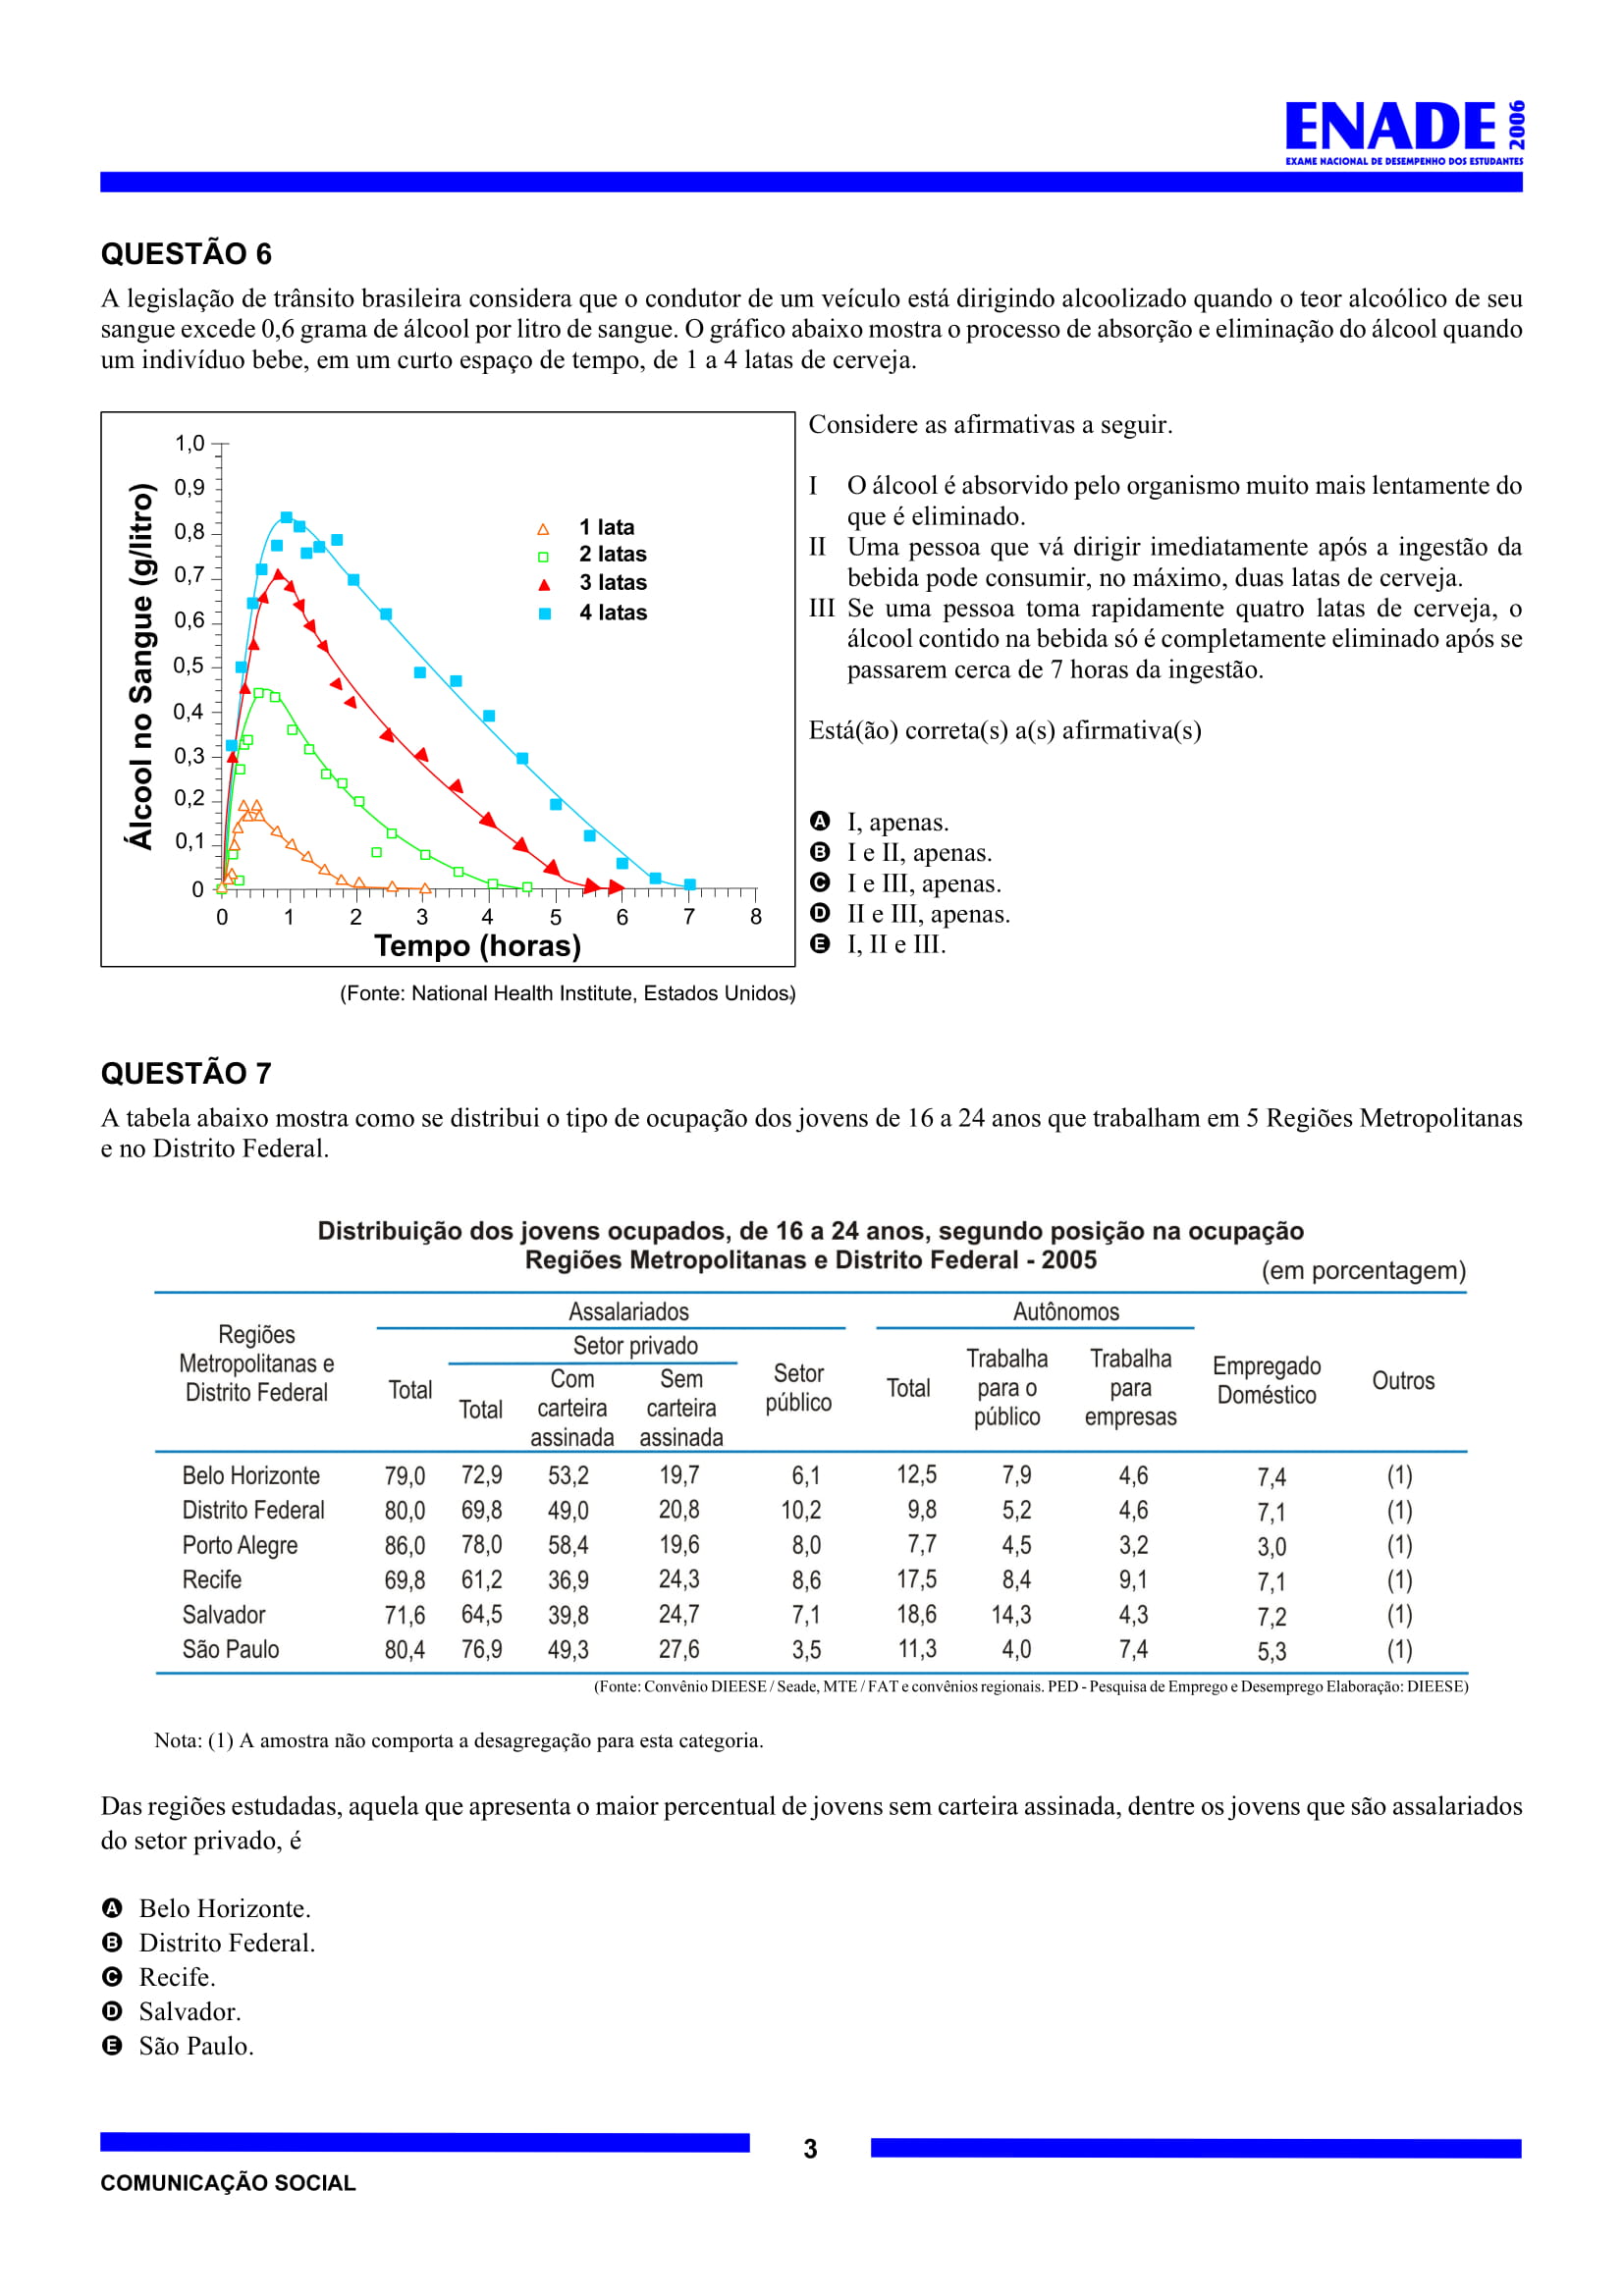 ENADE 2006
EXAME NACIONAL DE DESEMPENHO DOS ESTUDANTES
QUESTÃO 6
A legislação de trânsito brasileira considera que o condutor de um veículo está dirigindo alcoolizado quando o teor alcoólico de seu
sangue excede 0,6 grama de álcool por litro de sangue. O gráfico abaixo mostra o processo de absorção e eliminação do álcool quando
um indivíduo bebe, em um curto espaço de tempo, de 1 a 4 latas de cerveja.
Álcool no Sangue (g/litro)
1,0
0,9
0,8
0,7
0,6
0,5
0,4
0,3
0,2
0,1
0
1 lata
2 latas
3 latas
4 latas
0 1 2 3 4 5 6 7 8
Tempo (horas)
(Fonte: National Health Institute, Estados Unidos.)
Considere as afirmativas a seguir.
I O álcool é absorvido pelo organismo muito mais lentamente do
que é eliminado.
II Uma pessoa que vá dirigir imediatamente após a ingestão da
bebida pode consumir, no máximo, duas latas de cerveja.
III Se uma pessoa toma rapidamente quatro latas de cerveja, o
álcool contido na bebida só é completamente eliminado após se
passarem cerca de 7 horas da ingestão.
Está(ão) correta(s) a(s) afirmativa(s)
A I, apenas.
B I e II, apenas.
C I e III, apenas.
D II e III, apenas.
E I, II e III.
QUESTÃO 7
A tabela abaixo mostra como se distribui o tipo de ocupação dos jovens de 16 a 24 anos que trabalham em 5 Regiões Metropolitanas
e no Distrito Federal.
Distribuição dos jovens ocupados, de 16 a 24 anos, segundo posição na ocupação
Regiões Metropolitanas e Distrito Federal - 2005
(em porcentagem)
Regiões
Metropolitanas e
Distrito Federal
Assalariados
Total
Setor privado
Total
Com
carteira
assinada
Sem
carteira
assinada
Setor
público
Autônomos
Total
Trabalha
para o
público
Trabalha
para
empresas
Empregado
Doméstico
Outros
Belo Horizonte 79,0 72,9 53,2 19,7 6,1 12,5 7,9 4,6 7,4 (1)
Distrito Federal 80,0 69,8 49,0 20,8 10,2 9,8 5,2 4,6 7,1 (1)
Porto Alegre 86,0 78,0 58,4 19,6 8,0 7,7 4,5 3,2 3,0 (1)
Recife 69,8 61,2 36,9 24,3 8,6 17,5 8,4 9,1 7,1 (1)
Salvador 71,6 64,5 39,8 24,7 7,1 18,6 14,3 4,3 7,2 (1)
São Paulo 80,4 76,9 49,3 27,6 3,5 11,3 4,0 7,4 5,3 (1)
(Fonte: Convênio DIEESE / Seade, MTE / FAT e convênios regionais. PED - Pesquisa de Emprego e Desemprego Elaboração: DIEESE)
Nota: (1) A amostra não comporta a desagregação para esta categoria.
Das regiões estudadas, aquela que apresenta o maior percentual de jovens sem carteira assinada, dentre os jovens que são assalariados
do setor privado, é
A Belo Horizonte.
B Distrito Federal.
C Recife.
D Salvador.
E São Paulo.
3
COMUNICAÇÃO SOCIAL